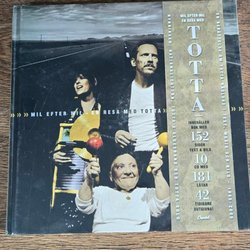 MIL EFTER MIL EN RESA MED TOTTA
MIL EFTER MIL
EN RESA MED
TOTTA
INNEHÅLLER
BOK MED
152
SIDOR
TEXT & BILD
10
CD MED
181
LÅTAR
42
TIDIGARE
OUTGIVNA!
Capitol